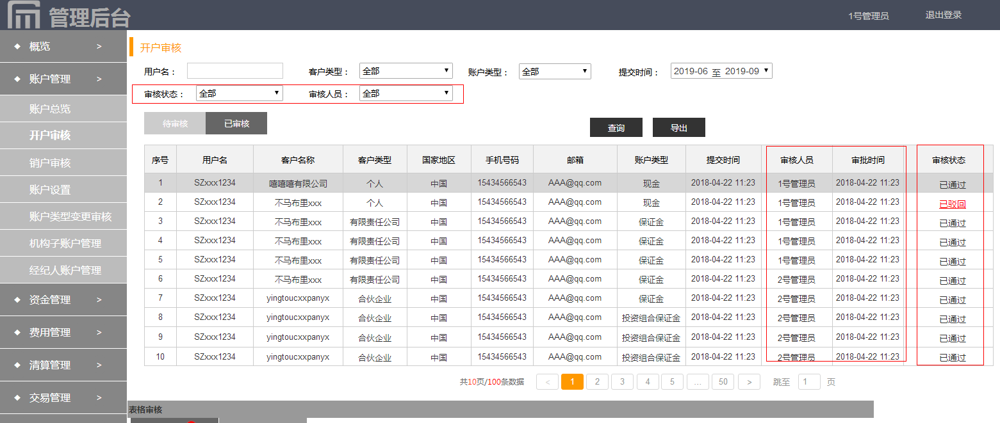 管理后台
1号管理员 退出登录
概览 >
账户管理 >
账户总览
开户审核
销户审核
账户设置
账户类型变更审核
机构子账户管理
经纪人账户管理
资金管理 >
费用管理 >
清算管理 >
交易管理 >
开户审核
用户名： 客户类型： 全部 账户类型： 全部 提交时间： 2019-06 至 2019-09
审核状态： 全部 审核人员： 全部
待审核 已审核 查询 导出
序号 用户名 客户名称 客户类型 国家地区 手机号码 邮箱 账户类型 提交时间 审核人员 审批时间 审核状态
1 SZxxx1234 嘻嘻嘻有限公司 个人 中国 15434566543 AAA@qq.com 现金 2018-04-22 11:23 1号管理员 2018-04-22 11:23 已通过
2 SZxxx1234 不马布里xxx 个人 中国 15434566543 AAA@qq.com 现金 2018-04-22 11:23 1号管理员 2018-04-22 11:23 已驳回
3 SZxxx1234 不马布里xxx 有限责任公司 中国 15434566543 AAA@qq.com 保证金 2018-04-22 11:23 1号管理员 2018-04-22 11:23 已通过
4 SZxxx1234 不马布里xxx 有限责任公司 中国 15434566543 AAA@qq.com 保证金 2018-04-22 11:23 1号管理员 2018-04-22 11:23 已通过
5 SZxxx1234 不马布里xxx 有限责任公司 中国 15434566543 AAA@qq.com 保证金 2018-04-22 11:23 1号管理员 2018-04-22 11:23 已通过
6 SZxxx1234 不马布里xxx 有限责任公司 中国 15434566543 AAA@qq.com 保证金 2018-04-22 11:23 2号管理员 2018-04-22 11:23 已通过
7 SZxxx1234 yingtoucxxpanyx 合伙企业 中国 15434566543 AAA@qq.com 保证金 2018-04-22 11:23 2号管理员 2018-04-22 11:23 已通过
8 SZxxx1234 yingtoucxxpanyx 合伙企业 中国 15434566543 AAA@qq.com 投资组合保证金 2018-04-22 11:23 2号管理员 2018-04-22 11:23 已通过
9 SZxxx1234 yingtoucxxpanyx 合伙企业 中国 15434566543 AAA@qq.com 投资组合保证金 2018-04-22 11:23 2号管理员 2018-04-22 11:23 已通过
10 SZxxx1234 yingtoucxxpanyx 合伙企业 中国 15434566543 AAA@qq.com 投资组合保证金 2018-04-22 11:23 2号管理员 2018-04-22 11:23 已通过
共10页/100条数据 < 1 2 3 4 5 ... 50 > 跳至 1 页
表格审核